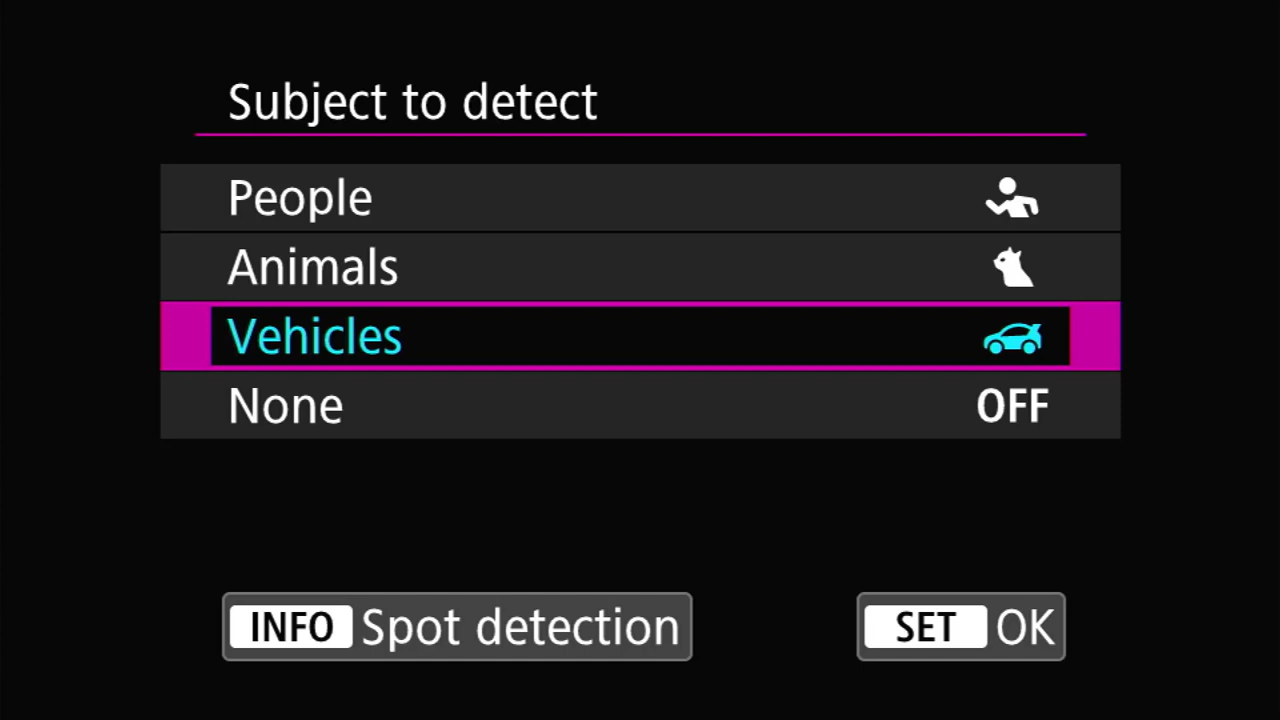 Subject to detect
People
Animals
Vehicles
None OFF
INFO Spot detection SET OK